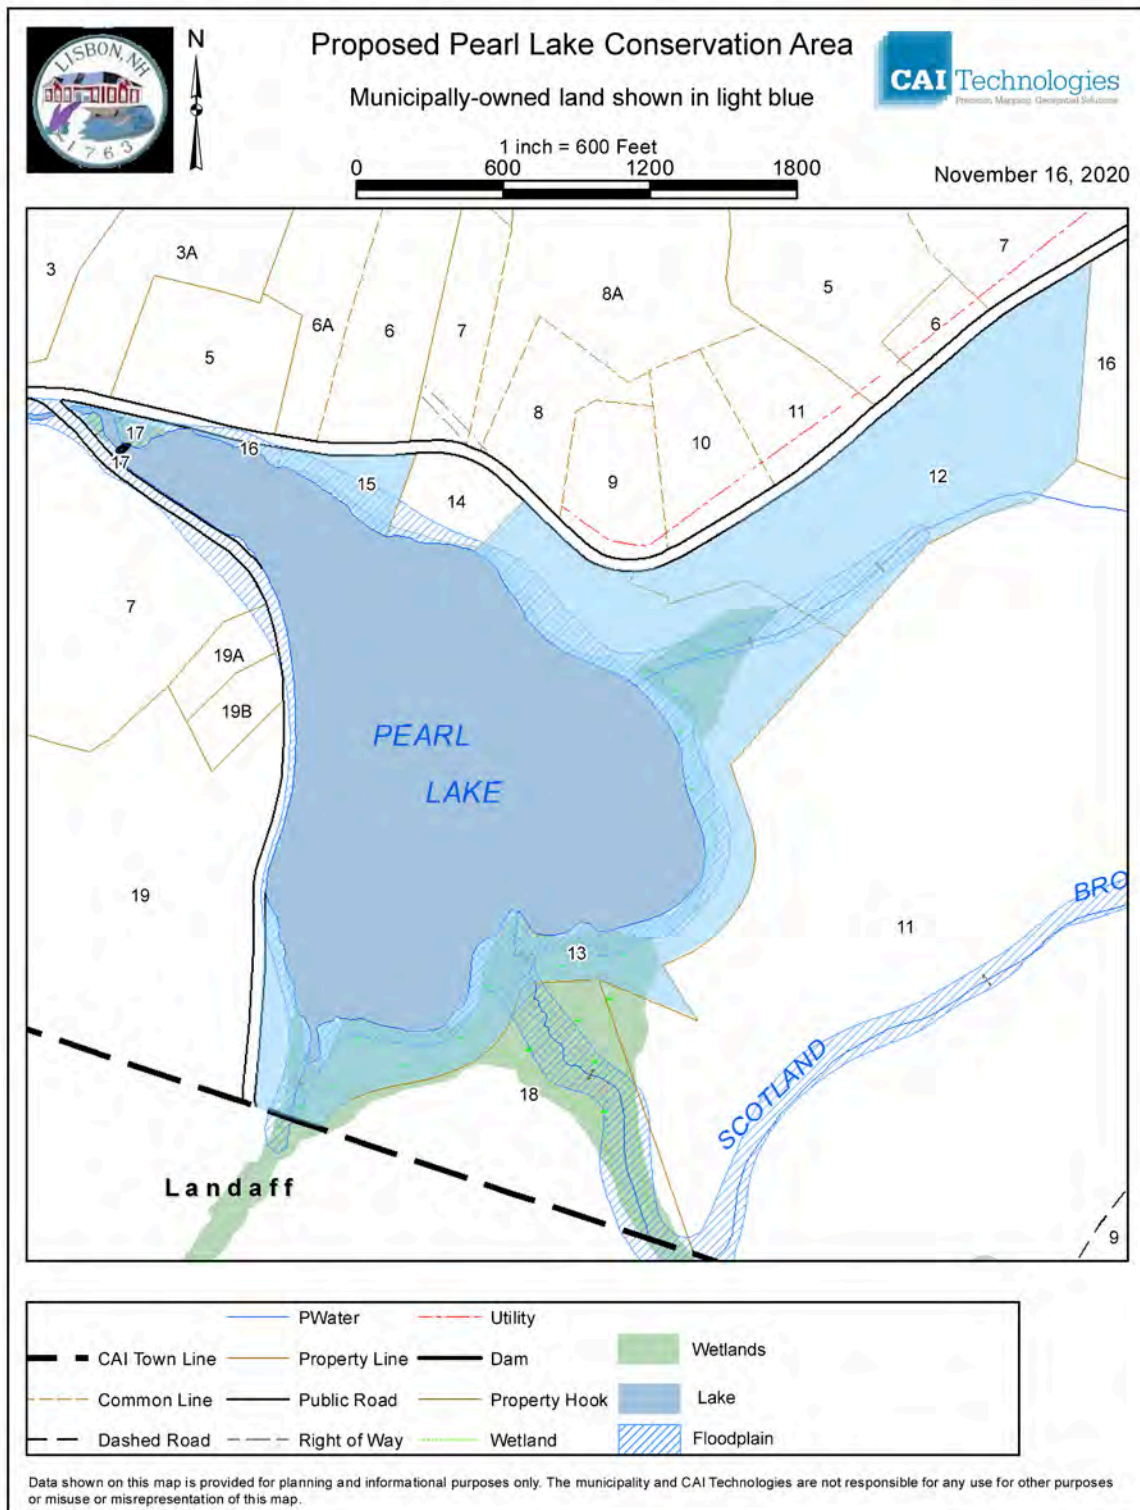 LISBON, NH
1763
N
Proposed Pearl Lake Conservation Area
Municipally-owned land shown in light blue
CAI Technologies
Precision Mapping. Geospatial Solutions.
1 inch = 600 Feet
0 600 1200 1800
November 16, 2020
3
3A
5
6A
6
7
8A
5
7
6
16
8
9
10
11
12
17
17
16
15
14
7
19A
19B
PEARL
LAKE
19
13
11
BRO
SCOTLAND
18
Landaff
9
PWater
Utility
CAI Town Line
Property Line
Dam
Wetlands
Common Line
Public Road
Property Hook
Lake
Dashed Road
Right of Way
Wetland
Floodplain
Data shown on this map is provided for planning and informational purposes only. The municipality and CAI Technologies are not responsible for any use for other purposes
or misuse or misrepresentation of this map.